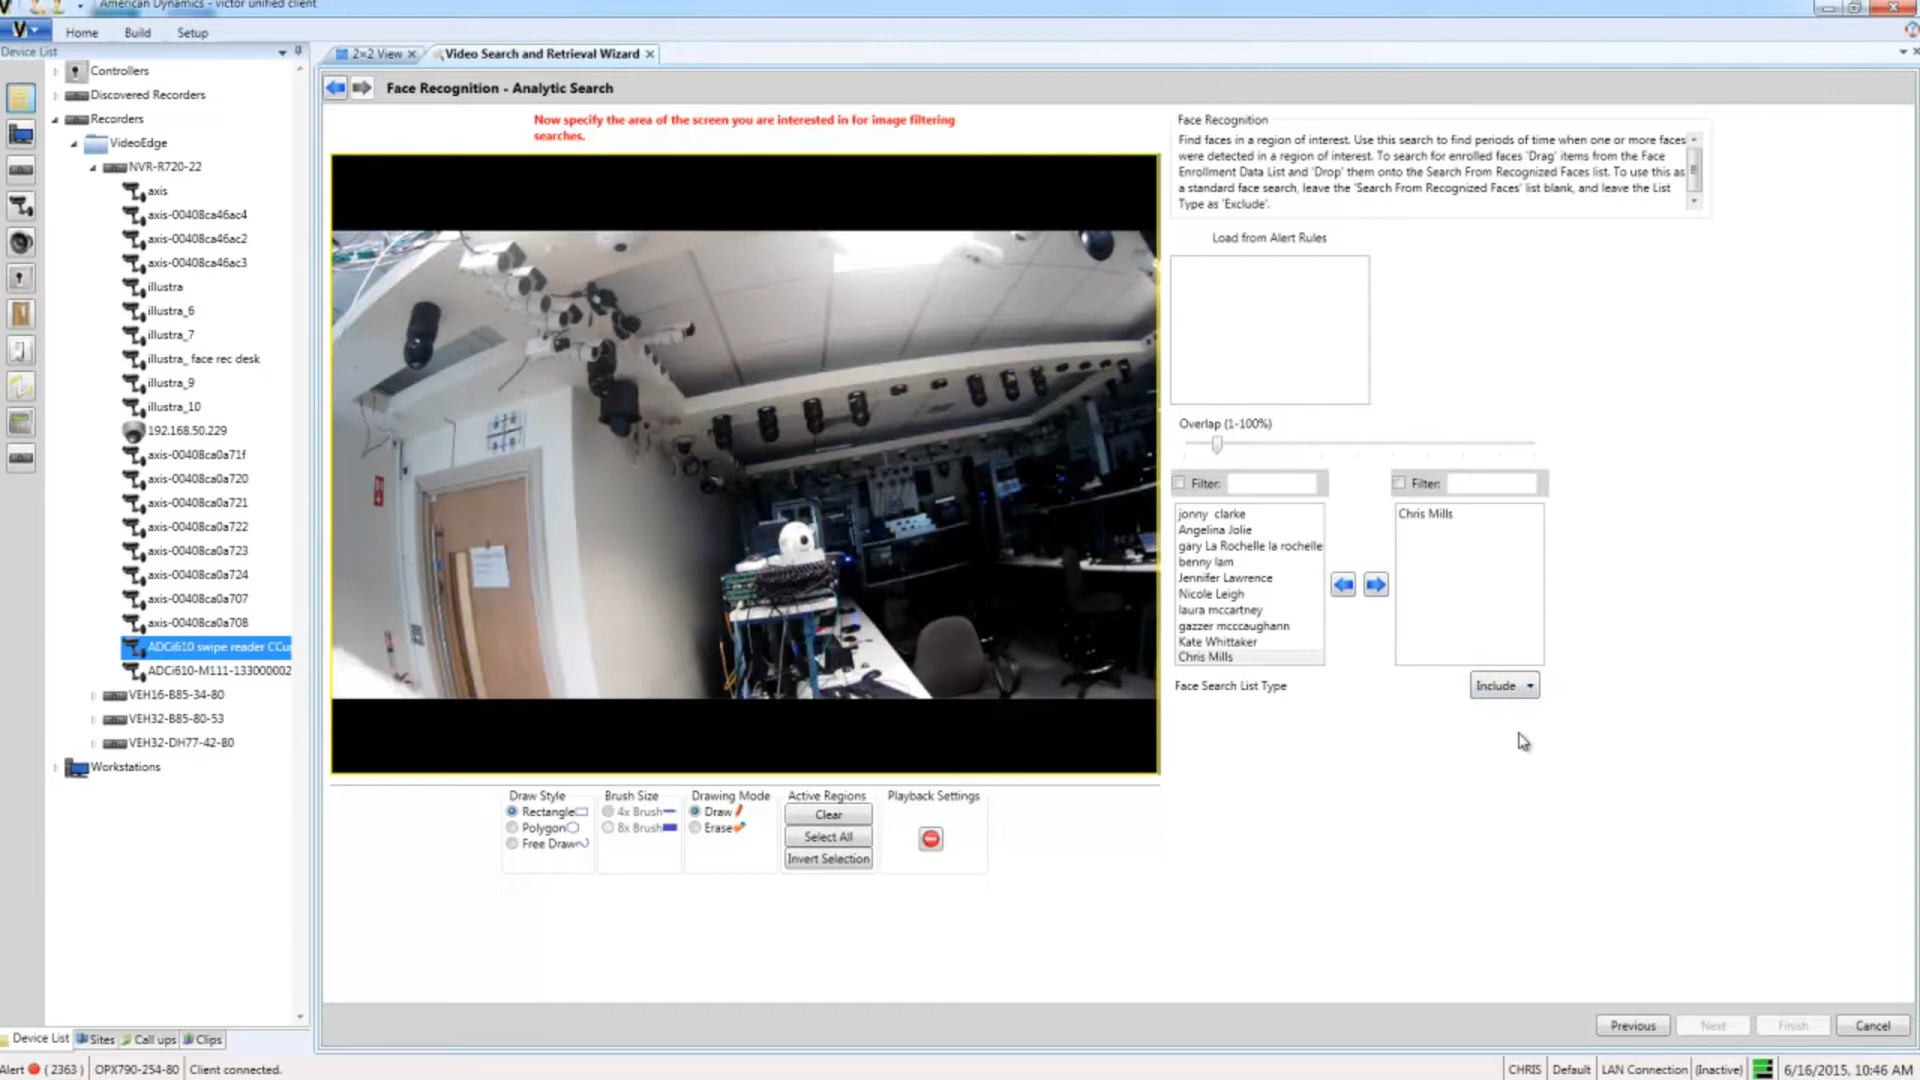 American Dynamics - victor unified client
Home Build Setup
Device List
2×2 View
Video Search and Retrieval Wizard
Controllers
Discovered Recorders
Recorders
VideoEdge
NVR-R720-22
axis
axis-00408ca46ac4
axis-00408ca46ac2
axis-00408ca46ac3
illustra
illustra_6
illustra_7
illustra_ face rec desk
illustra_9
illustra_10
192.168.50.229
axis-00408ca0a71f
axis-00408ca0a720
axis-00408ca0a721
axis-00408ca0a722
axis-00408ca0a723
axis-00408ca0a724
axis-00408ca0a707
axis-00408ca0a708
ADCi610 swipe reader CCu
ADCi610-M111-133000002
VEH16-B85-34-80
VEH32-B85-80-53
VEH32-DH77-42-80
Workstations
Face Recognition - Analytic Search
Now specify the area of the screen you are interested in for image filtering
searches.
Face Recognition
Find faces in a region of interest. Use this search to find periods of time when one or more faces
were detected in a region of interest. To search for enrolled faces 'Drag' items from the Face
Enrollment Data List and 'Drop' them onto the Search From Recognized Faces list. To use this as
a standard face search, leave the 'Search From Recognized Faces' list blank, and leave the List
Type as 'Exclude'.
Load from Alert Rules
Overlap (1-100%)
Filter:
Filter:
jonny clarke
Angelina Jolie
gary La Rochelle la rochelle
benny lam
Jennifer Lawrence
Nicole Leigh
laura mccartney
gazzer mcccaughann
Kate Whittaker
Chris Mills
Chris Mills
Face Search List Type
Include
Draw Style
Rectangle
Polygon
Free Draw
Brush Size
4x Brush
8x Brush
Drawing Mode
Draw
Erase
Active Regions
Clear
Select All
Invert Selection
Playback Settings
Previous
Next
Finish
Cancel
Device List Sites Call ups Clips
Alert ( 2363 ) OPX790-254-80 Client connected.
CHRIS Default LAN Connection (Inactive) 6/16/2015, 10:46 AM